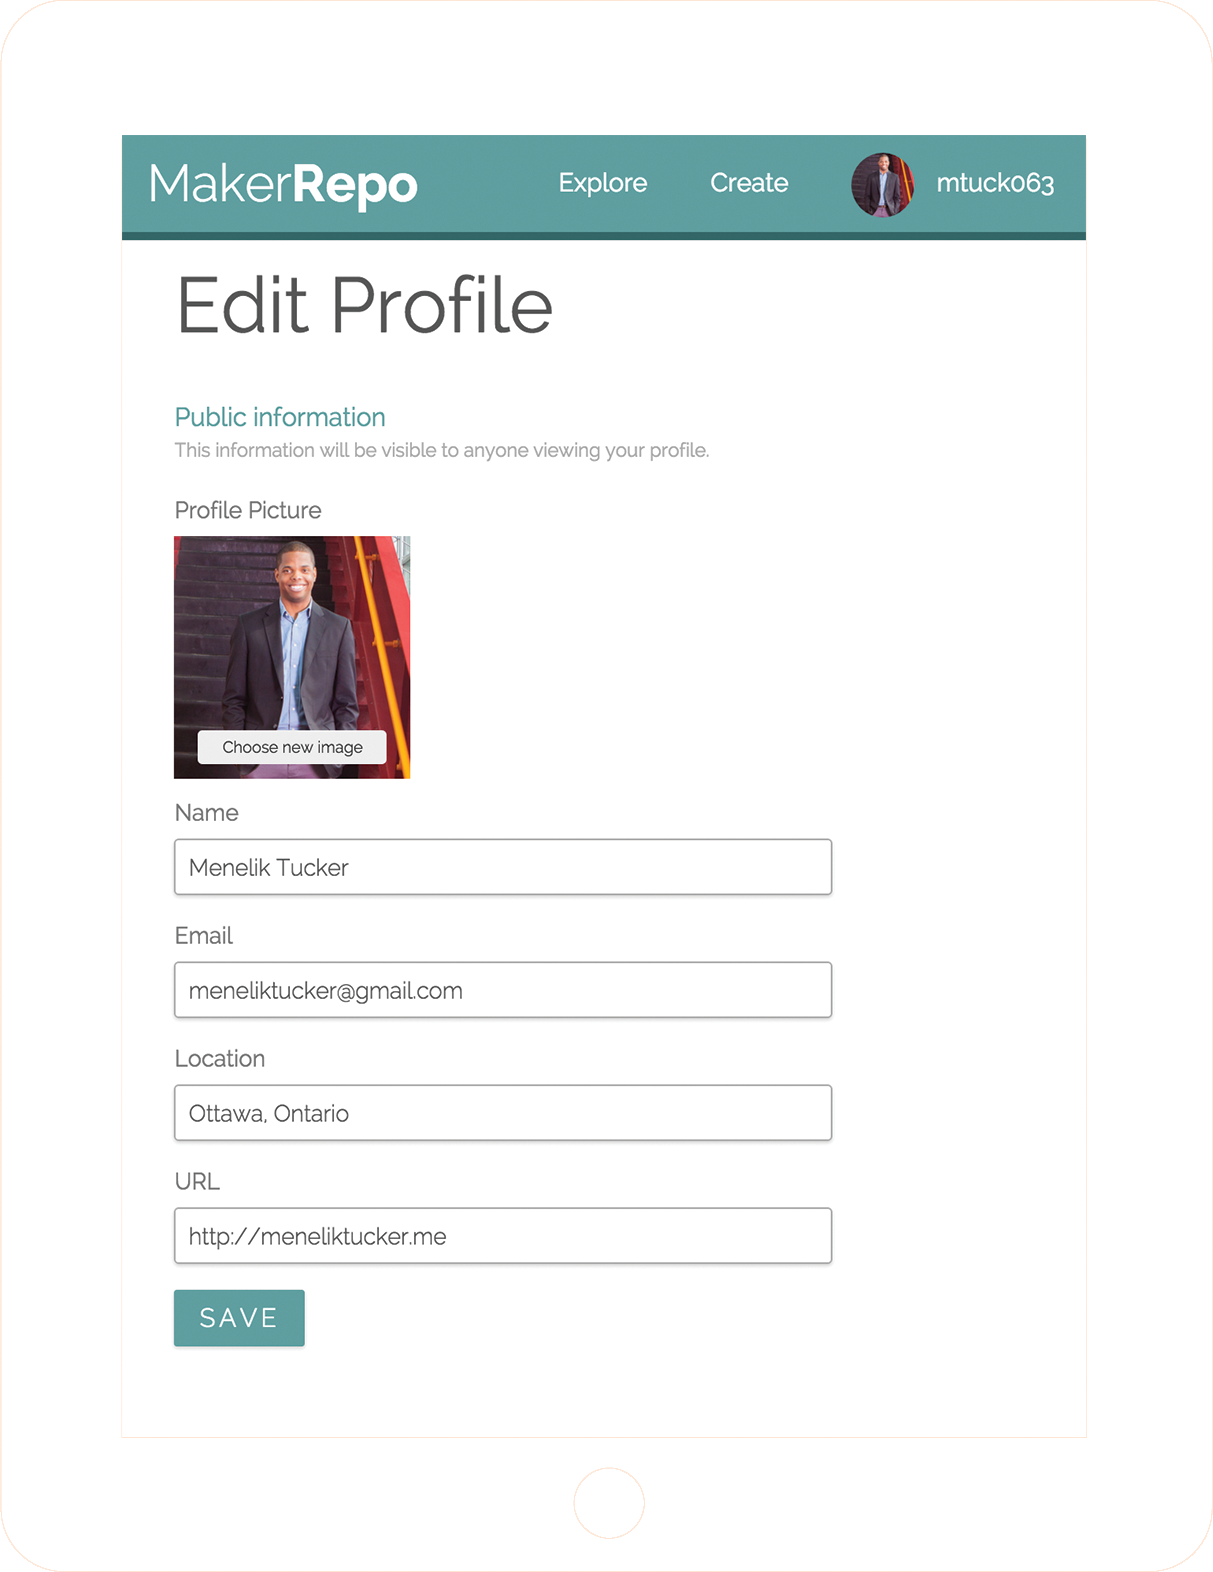 MakerRepo Explore Create mtuck063
Edit Profile
Public information
This information will be visible to anyone viewing your profile.
Profile Picture
Choose new image
Name
Menelik Tucker
Email
meneliktucker@gmail.com
Location
Ottawa, Ontario
URL
http://meneliktucker.me
SAVE